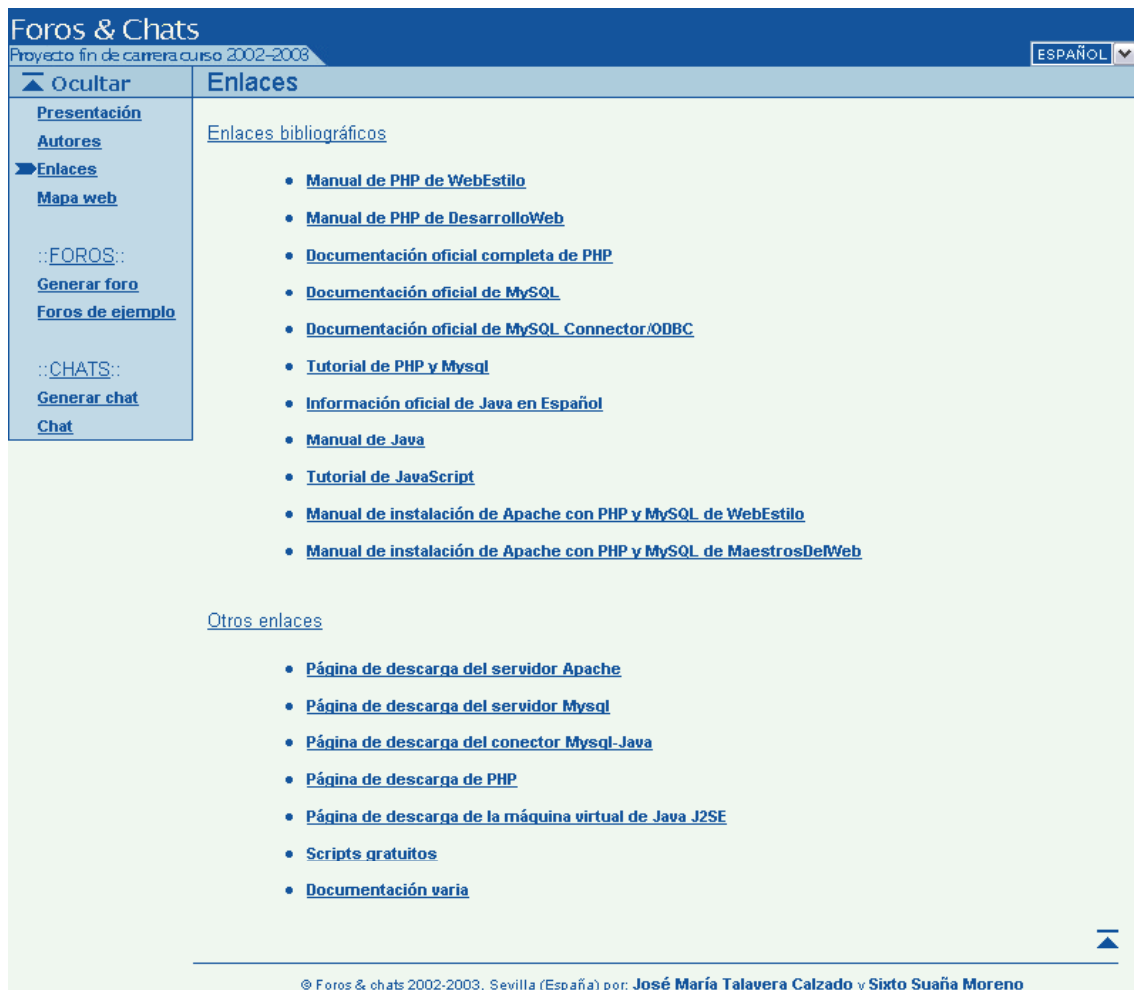 Foros & Chats
Proyecto fin de carrera curso 2002-2003
ESPAÑOL
Ocultar
Enlaces
Presentación
Autores
Enlaces
Mapa web
::FOROS::
Generar foro
Foros de ejemplo
::CHATS::
Generar chat
Chat
Enlaces bibliográficos
Manual de PHP de WebEstilo
Manual de PHP de DesarrolloWeb
Documentación oficial completa de PHP
Documentación oficial de MySQL
Documentación oficial de MySQL Connector/ODBC
Tutorial de PHP y Mysql
Información oficial de Java en Español
Manual de Java
Tutorial de JavaScript
Manual de instalación de Apache con PHP y MySQL de WebEstilo
Manual de instalación de Apache con PHP y MySQL de MaestrosDelWeb
Otros enlaces
Página de descarga del servidor Apache
Página de descarga del servidor Mysql
Página de descarga del conector Mysql-Java
Página de descarga de PHP
Página de descarga de la máquina virtual de Java J2SE
Scripts gratuitos
Documentación varia
© Foros & chats 2002-2003. Sevilla (España) por: José María Talavera Calzado y Sixto Suaña Moreno